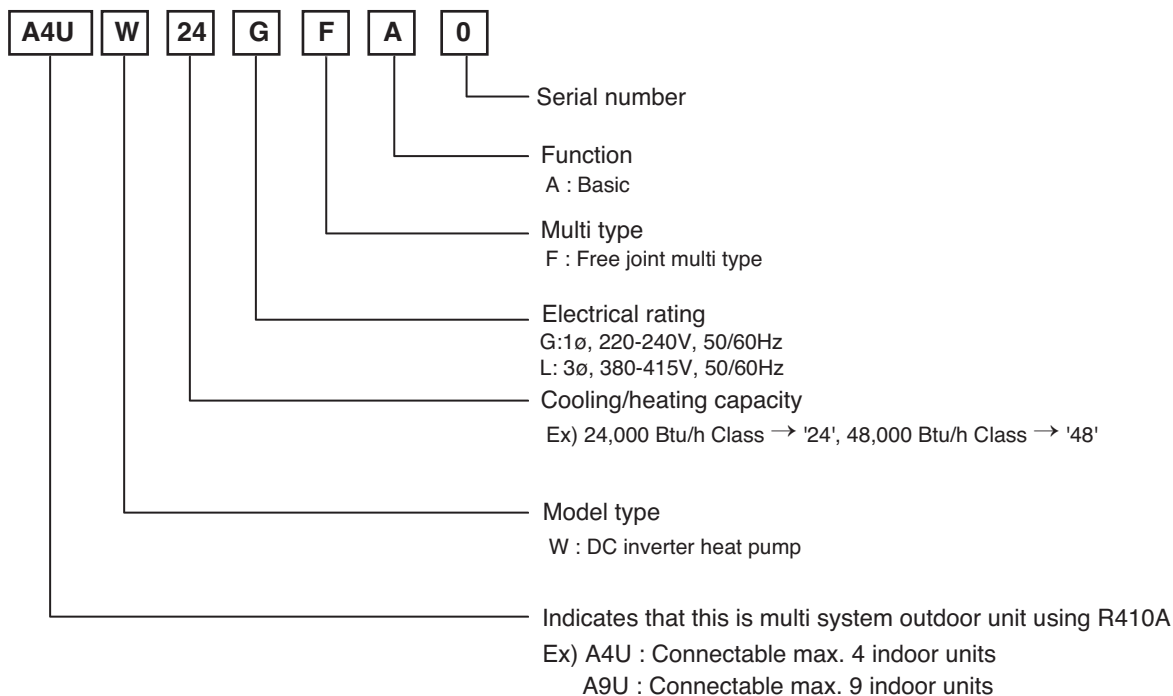 A4U W 24 G F A 0
Serial number
Function
A : Basic
Multi type
F : Free joint multi type
Electrical rating
G:1ø, 220-240V, 50/60Hz
L: 3ø, 380-415V, 50/60Hz
Cooling/heating capacity
Ex) 24,000 Btu/h Class → '24', 48,000 Btu/h Class → '48'
Model type
W : DC inverter heat pump
Indicates that this is multi system outdoor unit using R410A
Ex) A4U : Connectable max. 4 indoor units
A9U : Connectable max. 9 indoor units